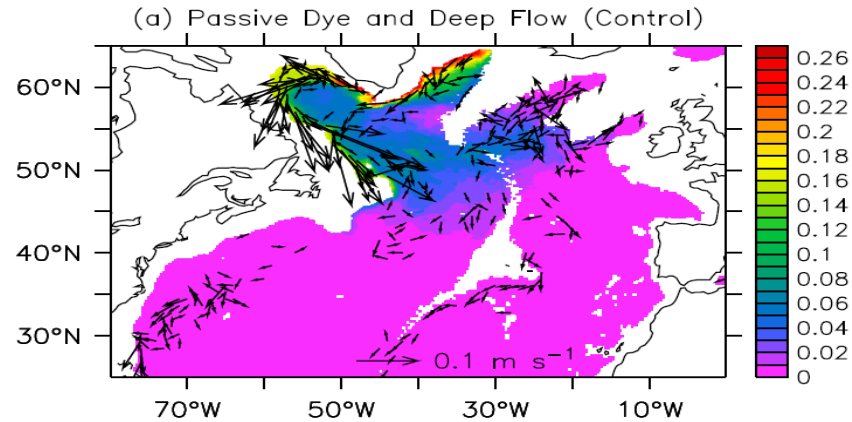 (a) Passive Dye and Deep Flow (Control)
60°N
50°N
40°N
30°N
70°W
50°W
30°W
10°W
0.1 m s⁻¹
0.26
0.24
0.22
0.2
0.18
0.16
0.14
0.12
0.1
0.08
0.06
0.04
0.02
0